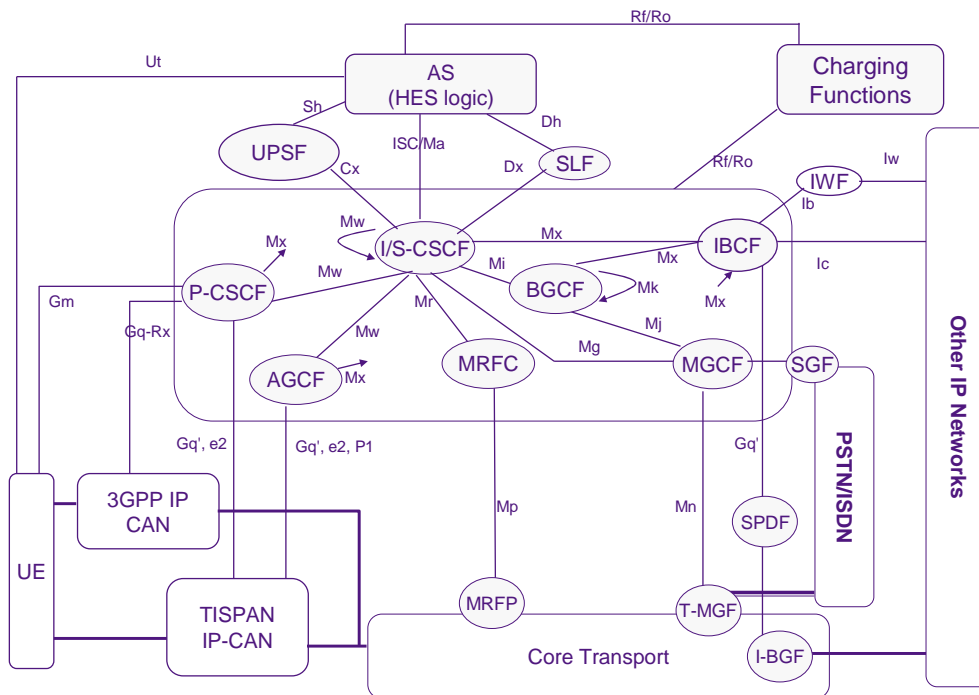 Rf/Ro
Ut
AS
(HES logic)
Charging
Functions
Sh
ISC/Ma
Dh
UPSF
Cx
Dx
SLF
Rf/Ro
Iw
IWF
Ib
Mw
I/S-CSCF
Mx
IBCF
Mx
Mw
Mi
Mx
Ic
P-CSCF
BGCF
Mk
Mx
Gm
Mr
Gq-Rx
Mw
Mj
Mg
AGCF
Mx
MRFC
MGCF
SGF
Other IP Networks
Gq', e2
Gq', e2, P1
Gq'
PSTN/ISDN
3GPP IP
CAN
Mp
Mn
SPDF
UE
TISPAN
IP-CAN
MRFP
T-MGF
Core Transport
I-BGF